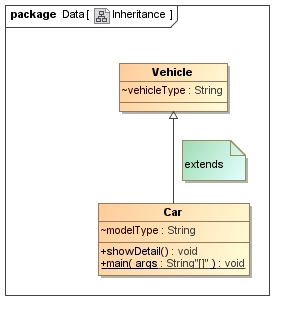 package Data[ Inheritance ]
Vehicle
~vehicleType : String
extends
Car
~modelType : String
+showDetail() : void
+main( args : String"[]" ) : void